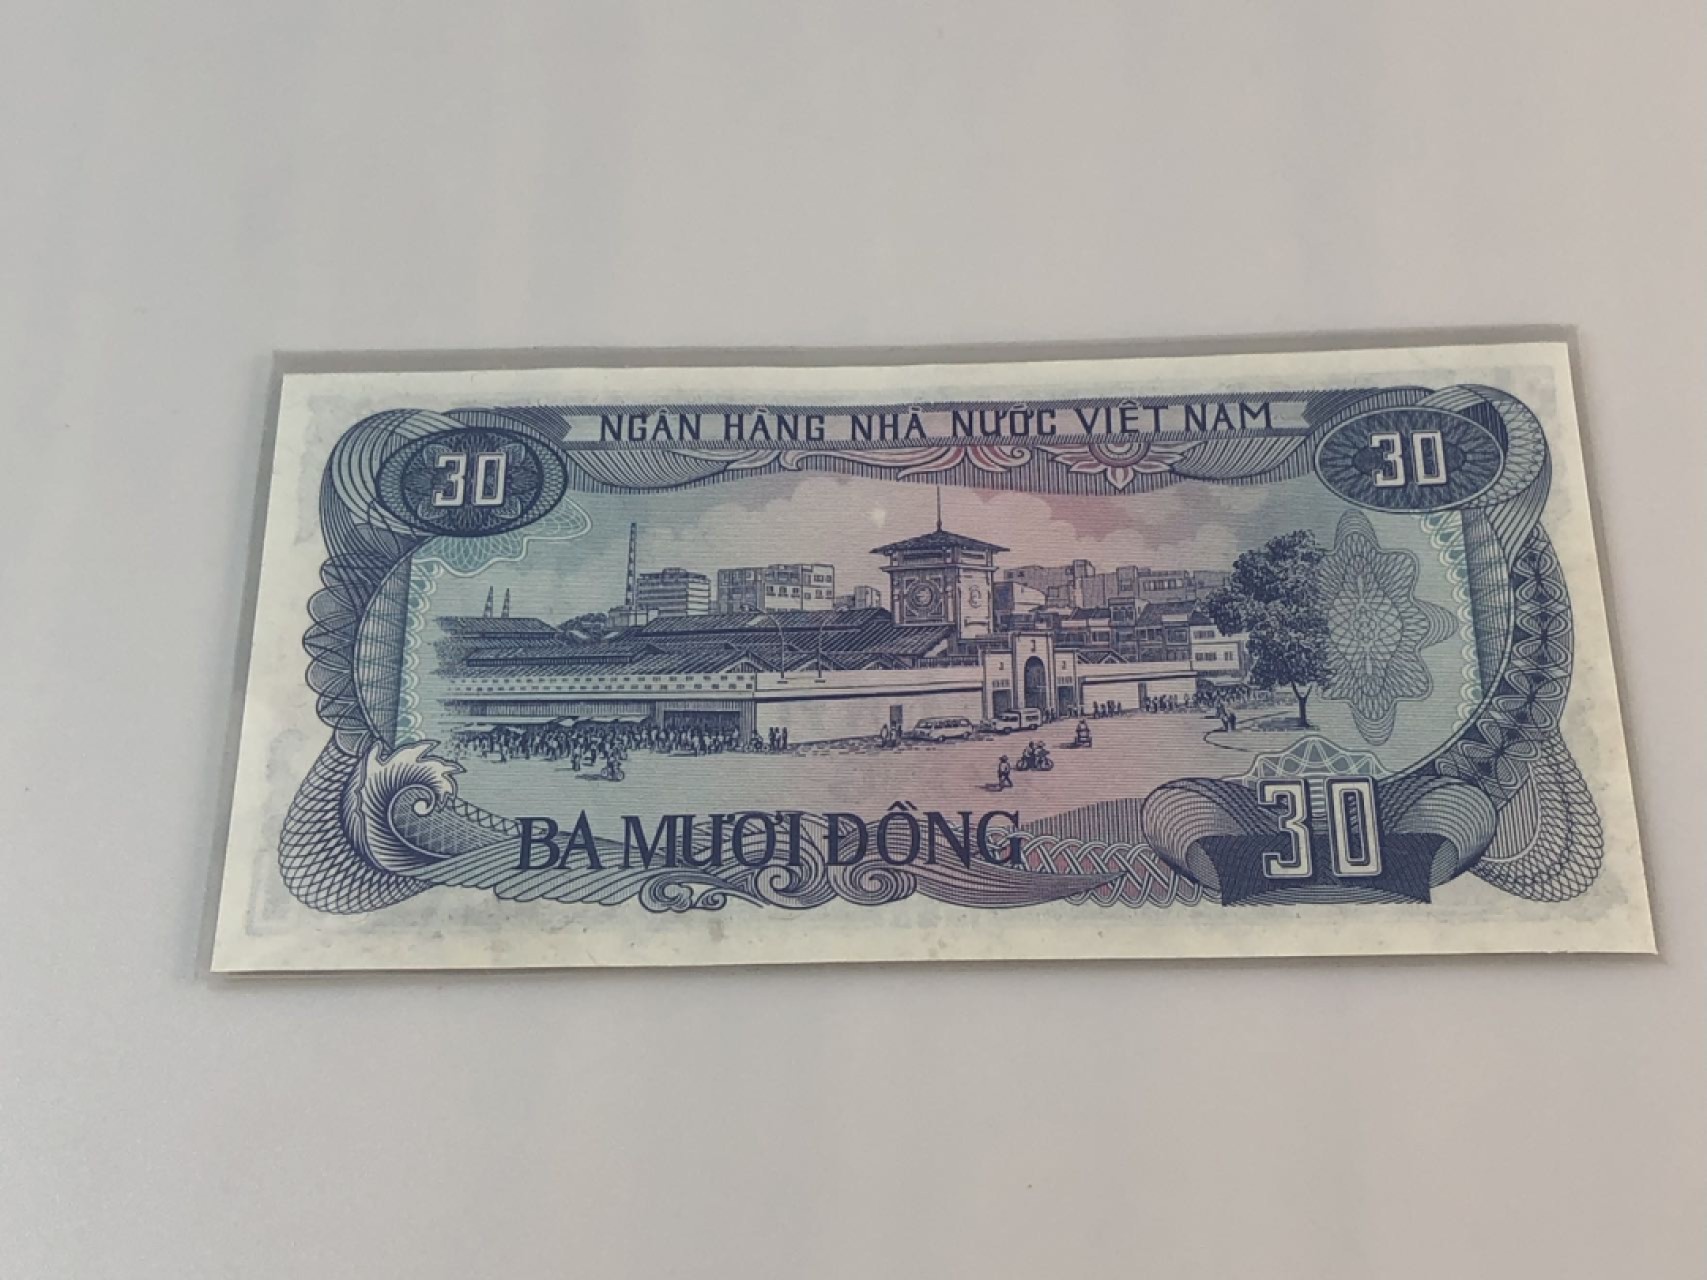 NGÂN HÀNG NHÀ NƯỚC VIỆT NAM
30
30
BA MƯƠI ĐỒNG
30